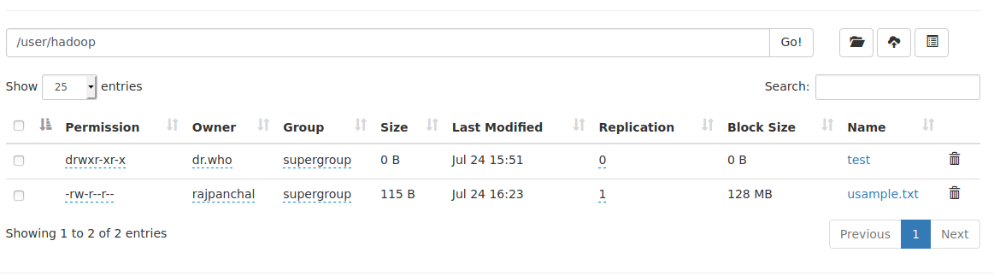 /user/hadoop Go!
Show 25 entries Search:
Permission Owner Group Size Last Modified Replication Block Size Name
drwxr-xr-x dr.who supergroup 0 B Jul 24 15:51 0 0 B test
-rw-r--r-- rajpanchal supergroup 115 B Jul 24 16:23 1 128 MB usample.txt
Showing 1 to 2 of 2 entries Previous 1 Next